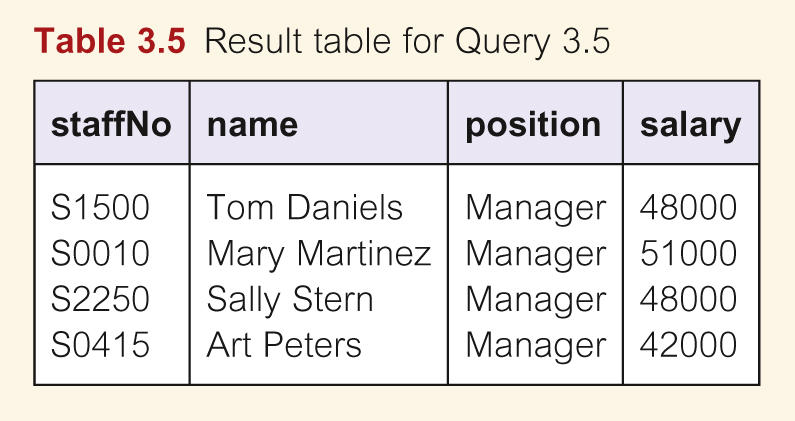 Table 3.5 Result table for Query 3.5
staffNo name position salary
S1500 Tom Daniels Manager 48000
S0010 Mary Martinez Manager 51000
S2250 Sally Stern Manager 48000
S0415 Art Peters Manager 42000